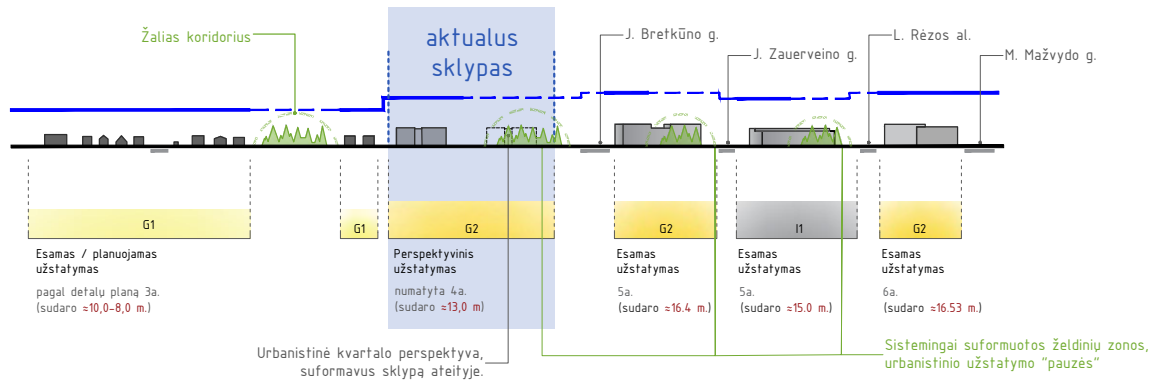 Žalias koridorius
aktualus
sklypas
J. Bretkūno g.
J. Zauerveino g.
L. Rėzos al.
M. Mažvydo g.
G1
G1
G2
G2
I1
G2
Esamas / planuojamas
užstatymas
pagal detalų planą 3a.
(sudaro ≈10,0-8,0 m.)
Perspektyvinis
užstatymas
numatyta 4a.
(sudaro ≈13,0 m)
Esamas
užstatymas
5a.
(sudaro ≈16.4 m.)
Esamas
užstatymas
5a.
(sudaro ≈15.0 m.)
Esamas
užstatymas
6a.
(sudaro ≈16.53 m.)
Urbanistinė kvartalo perspektyva,
suformavus sklypą ateityje.
Sistemingai suformuotos želdinių zonos,
urbanistinio užstatymo "pauzės"